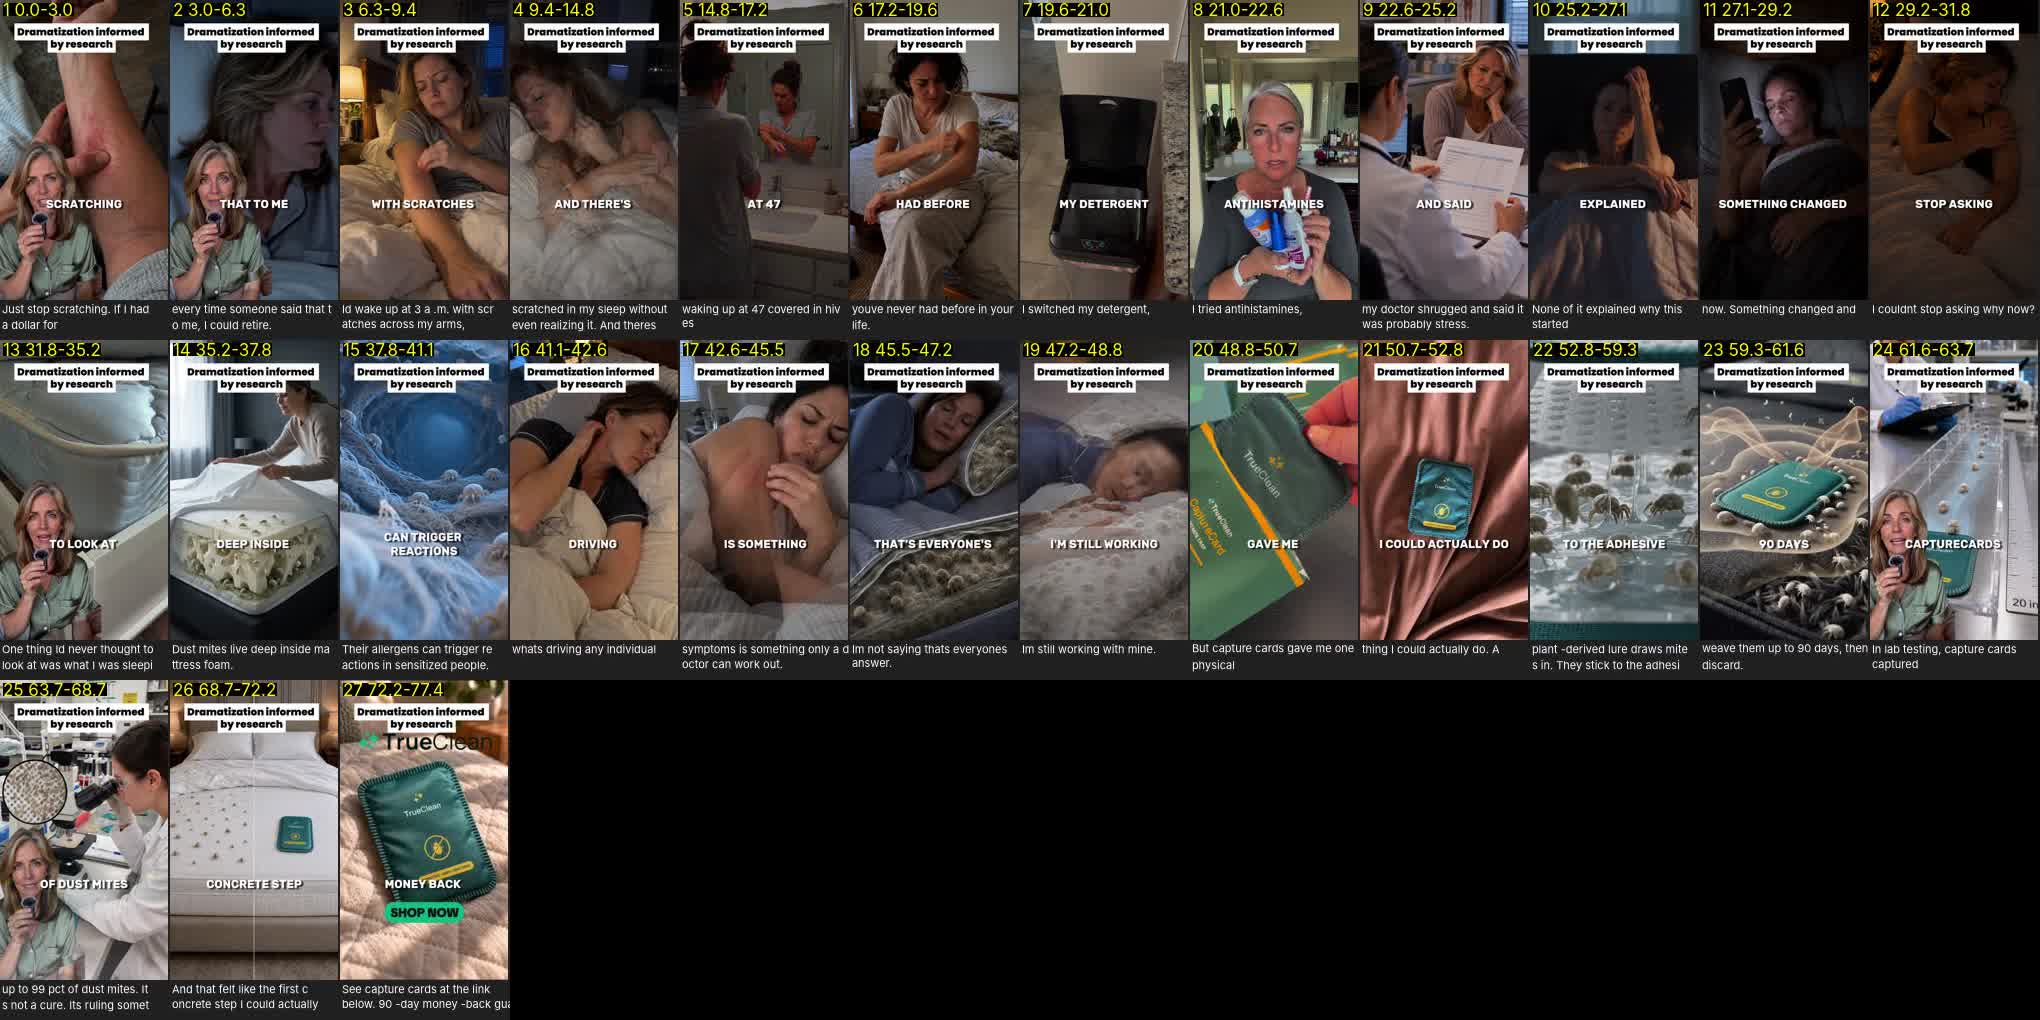 1 0.0-3.0
Dramatization informed
by research
SCRATCHING
Just stop scratching. If I had
a dollar for
2 3.0-6.3
Dramatization informed
by research
THAT TO ME
every time someone said that t
o me, I could retire.
3 6.3-9.4
Dramatization informed
by research
WITH SCRATCHES
Id wake up at 3 a .m. with scr
atches across my arms,
4 9.4-14.8
Dramatization informed
by research
AND THERE'S
scratched in my sleep without
even realizing it. And theres
5 14.8-17.2
Dramatization informed
by research
AT 47
waking up at 47 covered in hiv
es
6 17.2-19.6
Dramatization informed
by research
HAD BEFORE
youve never had before in your
life.
7 19.6-21.0
Dramatization informed
by research
MY DETERGENT
I switched my detergent,
8 21.0-22.6
Dramatization informed
by research
ANTIHISTAMINES
I tried antihistamines,
9 22.6-25.2
Dramatization informed
by research
AND SAID
my doctor shrugged and said it
was probably stress.
10 25.2-27.1
Dramatization informed
by research
EXPLAINED
None of it explained why this
started
11 27.1-29.2
Dramatization informed
by research
SOMETHING CHANGED
now. Something changed and
12 29.2-31.8
Dramatization informed
by research
STOP ASKING
I couldnt stop asking why now?
13 31.8-35.2
Dramatization informed
by research
TO LOOK AT
One thing Id never thought to
look at was what I was sleepi
14 35.2-37.8
Dramatization informed
by research
DEEP INSIDE
Dust mites live deep inside ma
ttress foam.
15 37.8-41.1
Dramatization informed
by research
CAN TRIGGER
REACTIONS
Their allergens can trigger re
actions in sensitized people.
16 41.1-42.6
Dramatization informed
by research
DRIVING
whats driving any individual
17 42.6-45.5
Dramatization informed
by research
IS SOMETHING
symptoms is something only a d
octor can work out.
18 45.5-47.2
Dramatization informed
by research
THAT'S EVERYONE'S
Im not saying thats everyones
answer.
19 47.2-48.8
Dramatization informed
by research
I'M STILL WORKING
Im still working with mine.
20 48.8-50.7
Dramatization informed
by research
TrueClean
TrueClean
CaptureCard
GAVE ME
But capture cards gave me one
physical
21 50.7-52.8
Dramatization informed
by research
TrueClean
I COULD ACTUALLY DO
thing I could actually do. A
22 52.8-59.3
Dramatization informed
by research
TO THE ADHESIVE
plant -derived lure draws mite
s in. They stick to the adhesi
23 59.3-61.6
Dramatization informed
by research
TrueClean
90 DAYS
weave them up to 90 days, then
discard.
24 61.6-63.7
Dramatization informed
by research
CAPTURECARDS
20 in
In lab testing, capture cards
captured
25 63.7-68.7
Dramatization informed
by research
OF DUST MITES
up to 99 pct of dust mites. It
s not a cure. Its ruling somet
26 68.7-72.2
Dramatization informed
by research
CONCRETE STEP
And that felt like the first c
oncrete step I could actually
27 72.2-77.4
Dramatization informed
by research
TrueClean
TrueClean
MONEY BACK
SHOP NOW
See capture cards at the link
below. 90 -day money -back gua